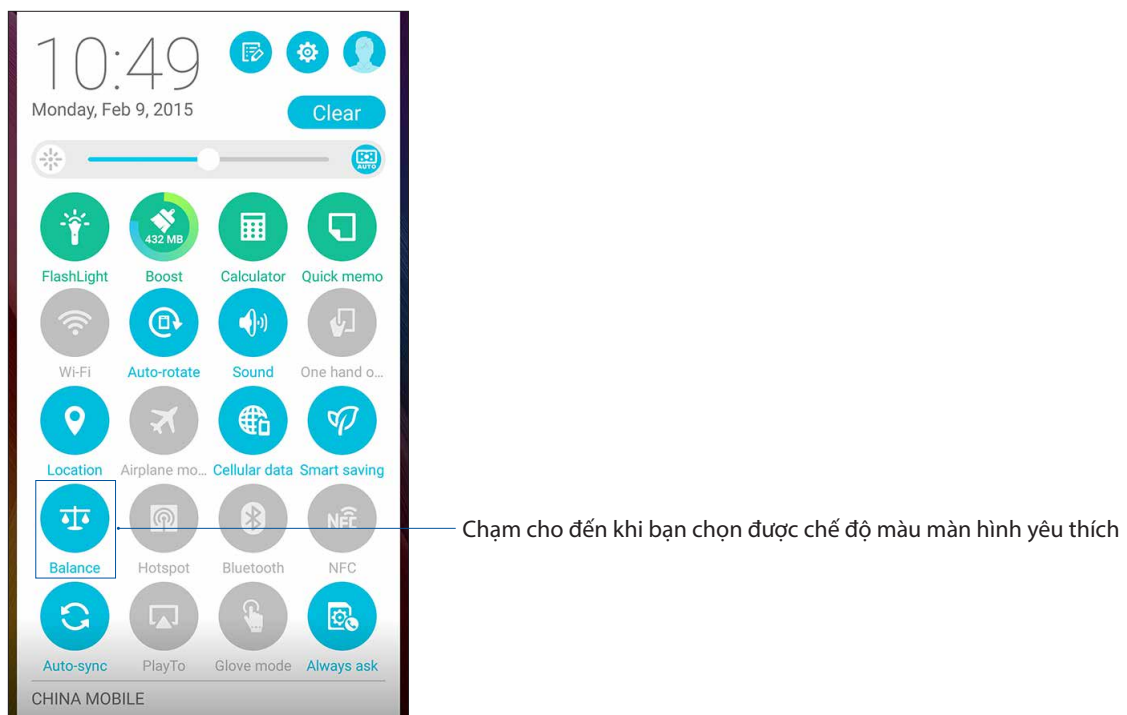 10:49
Monday, Feb 9, 2015
Clear
AUTO
432 MB
FlashLight Boost Calculator Quick memo
Wi-Fi Auto-rotate Sound One hand o...
Location Airplane mo... Cellular data Smart saving
NFC
Chạm cho đến khi bạn chọn được chế độ màu màn hình yêu thích
Balance Hotspot Bluetooth NFC
Auto-sync PlayTo Glove mode Always ask
CHINA MOBILE